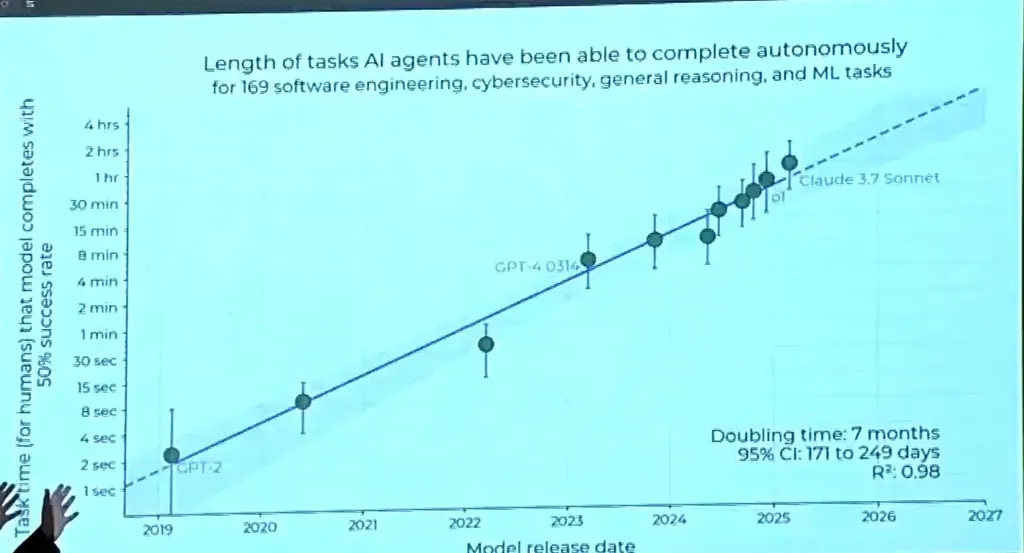 Length of tasks AI agents have been able to complete autonomously
for 169 software engineering, cybersecurity, general reasoning, and ML tasks
Task time (for humans) that model completes with
50% success rate
4 hrs
2 hrs
1 hr
30 min
15 min
8 min
4 min
2 min
1 min
30 sec
15 sec
8 sec
4 sec
2 sec
1 sec
GPT-2
GPT-4 0314
o1
Claude 3.7 Sonnet
Doubling time: 7 months
95% CI: 171 to 249 days
R²: 0.98
2019
2020
2021
2022
2023
2024
2025
2026
2027
Model release date